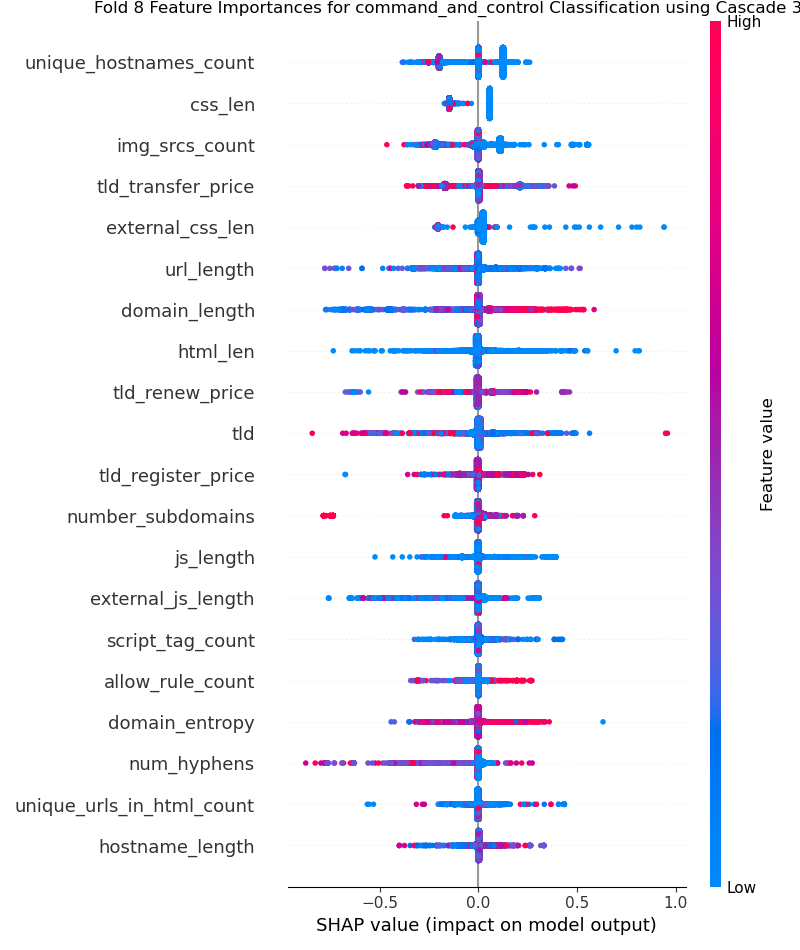 Fold 8 Feature Importances for command_and_control Classification using Cascade 3
High
unique_hostnames_count
css_len
img_srcs_count
tld_transfer_price
external_css_len
url_length
domain_length
html_len
tld_renew_price
tld
tld_register_price
number_subdomains
js_length
external_js_length
script_tag_count
allow_rule_count
domain_entropy
num_hyphens
unique_urls_in_html_count
hostname_length
Feature value
Low
−0.5 0.0 0.5 1.0
SHAP value (impact on model output)